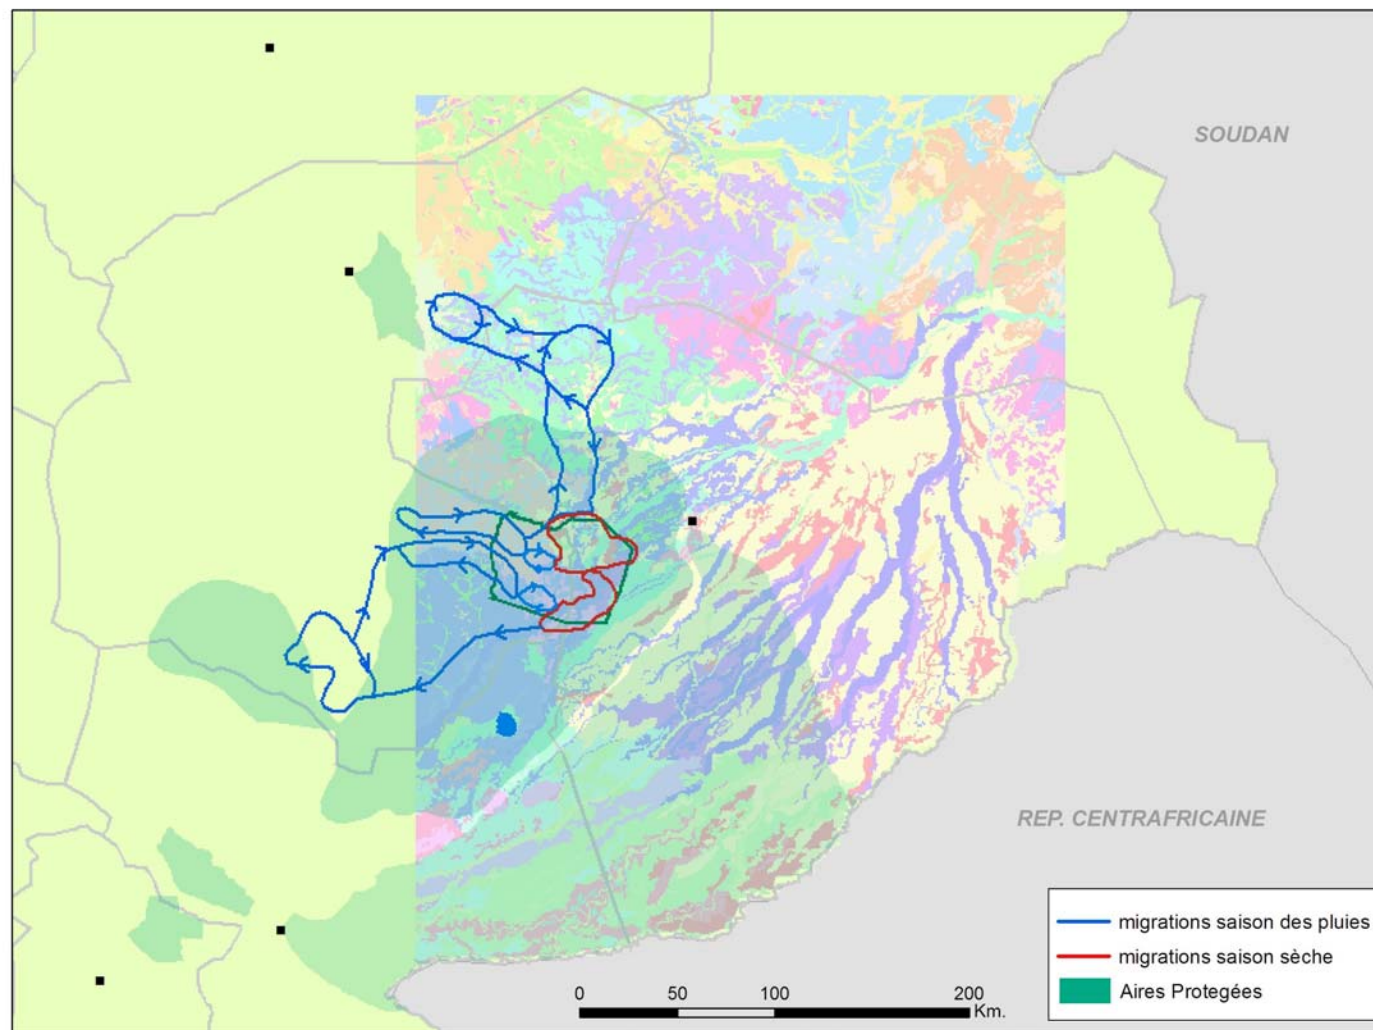 SOUDAN
REP. CENTRAFRICAINE
migrations saison des pluies
migrations saison sèche
Aires Protegées
0 50 100 200
Km.